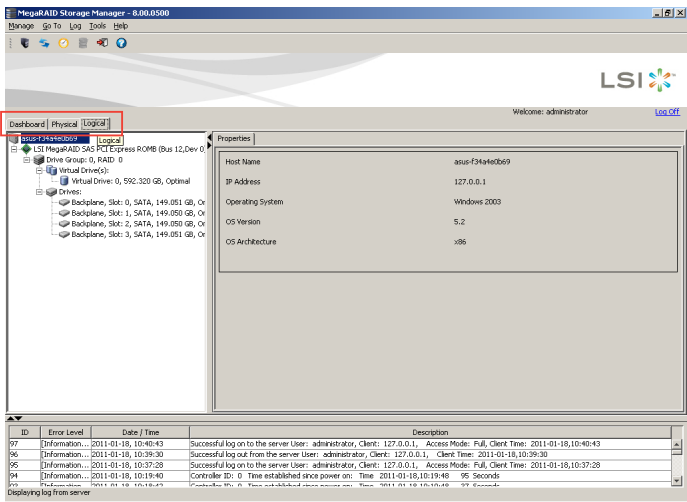 MegaRAID Storage Manager - 8.00.0500
Manage Go To Log Tools Help
LSI
Welcome: administrator Log Off
Dashboard Physical Logical
Logical
asus-f34a4e0b69
LSI MegaRAID SAS PCI Express ROMB (Bus 12,Dev 0
Drive Group: 0, RAID 0
Virtual Drive(s):
Virtual Drive: 0, 592.320 GB, Optimal
Drives:
Backplane, Slot: 0, SATA, 149.051 GB, Or
Backplane, Slot: 1, SATA, 149.050 GB, Or
Backplane, Slot: 2, SATA, 149.050 GB, Or
Backplane, Slot: 3, SATA, 149.051 GB, Or
Properties
Host Name asus-f34a4e0b69
IP Address 127.0.0.1
Operating System Windows 2003
OS Version 5.2
OS Architecture x86
ID Error Level Date / Time Description
97 [Information... 2011-01-18, 10:40:43 Successful log on to the server User: administrator, Client: 127.0.0.1, Access Mode: Full, Client Time: 2011-01-18,10:40:43
96 [Information... 2011-01-18, 10:39:30 Successful log out from the server User: administrator, Client: 127.0.0.1, Client Time: 2011-01-18,10:39:30
95 [Information... 2011-01-18, 10:37:28 Successful log on to the server User: administrator, Client: 127.0.0.1, Access Mode: Full, Client Time: 2011-01-18,10:37:28
94 [Information... 2011-01-18, 10:19:40 Controller ID: 0 Time established since power on: Time 2011-01-18,10:19:48 95 Seconds
Displaying log from server